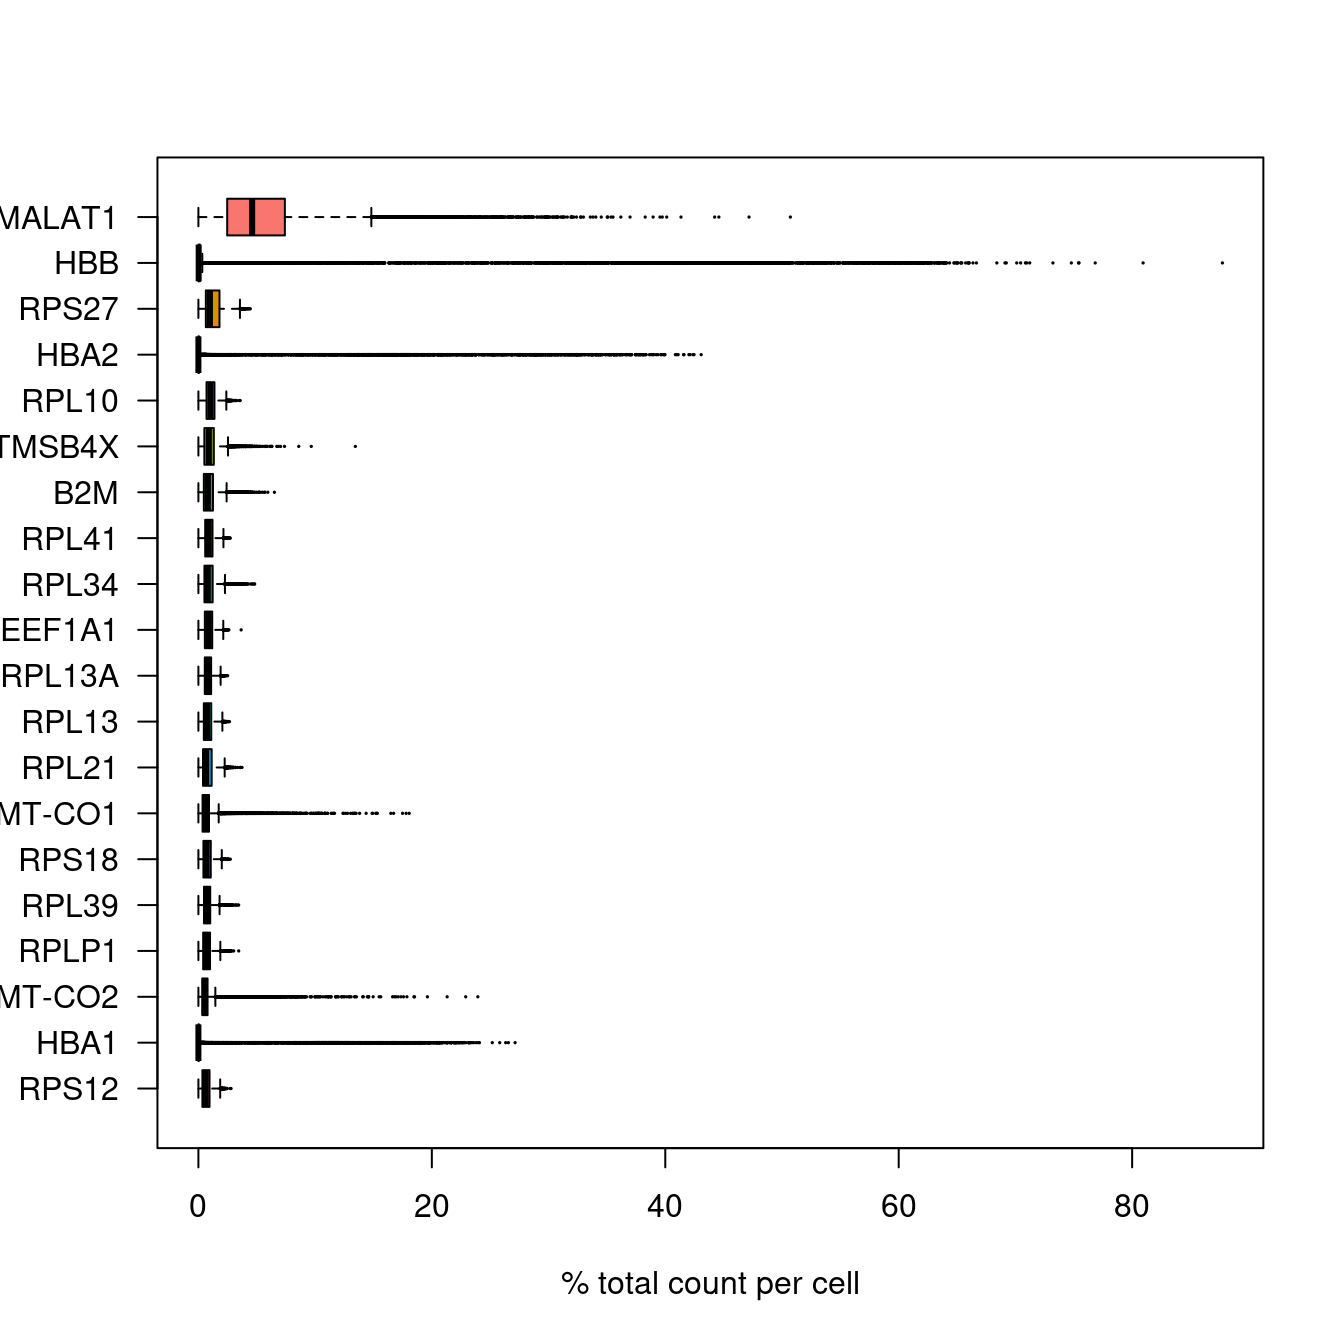 MALAT1
HBB
RPS27
HBA2
RPL10
TMSB4X
B2M
RPL41
RPL34
EEF1A1
RPL13A
RPL13
RPL21
MT-CO1
RPS18
RPL39
RPLP1
MT-CO2
HBA1
RPS12
0 20 40 60 80
% total count per cell